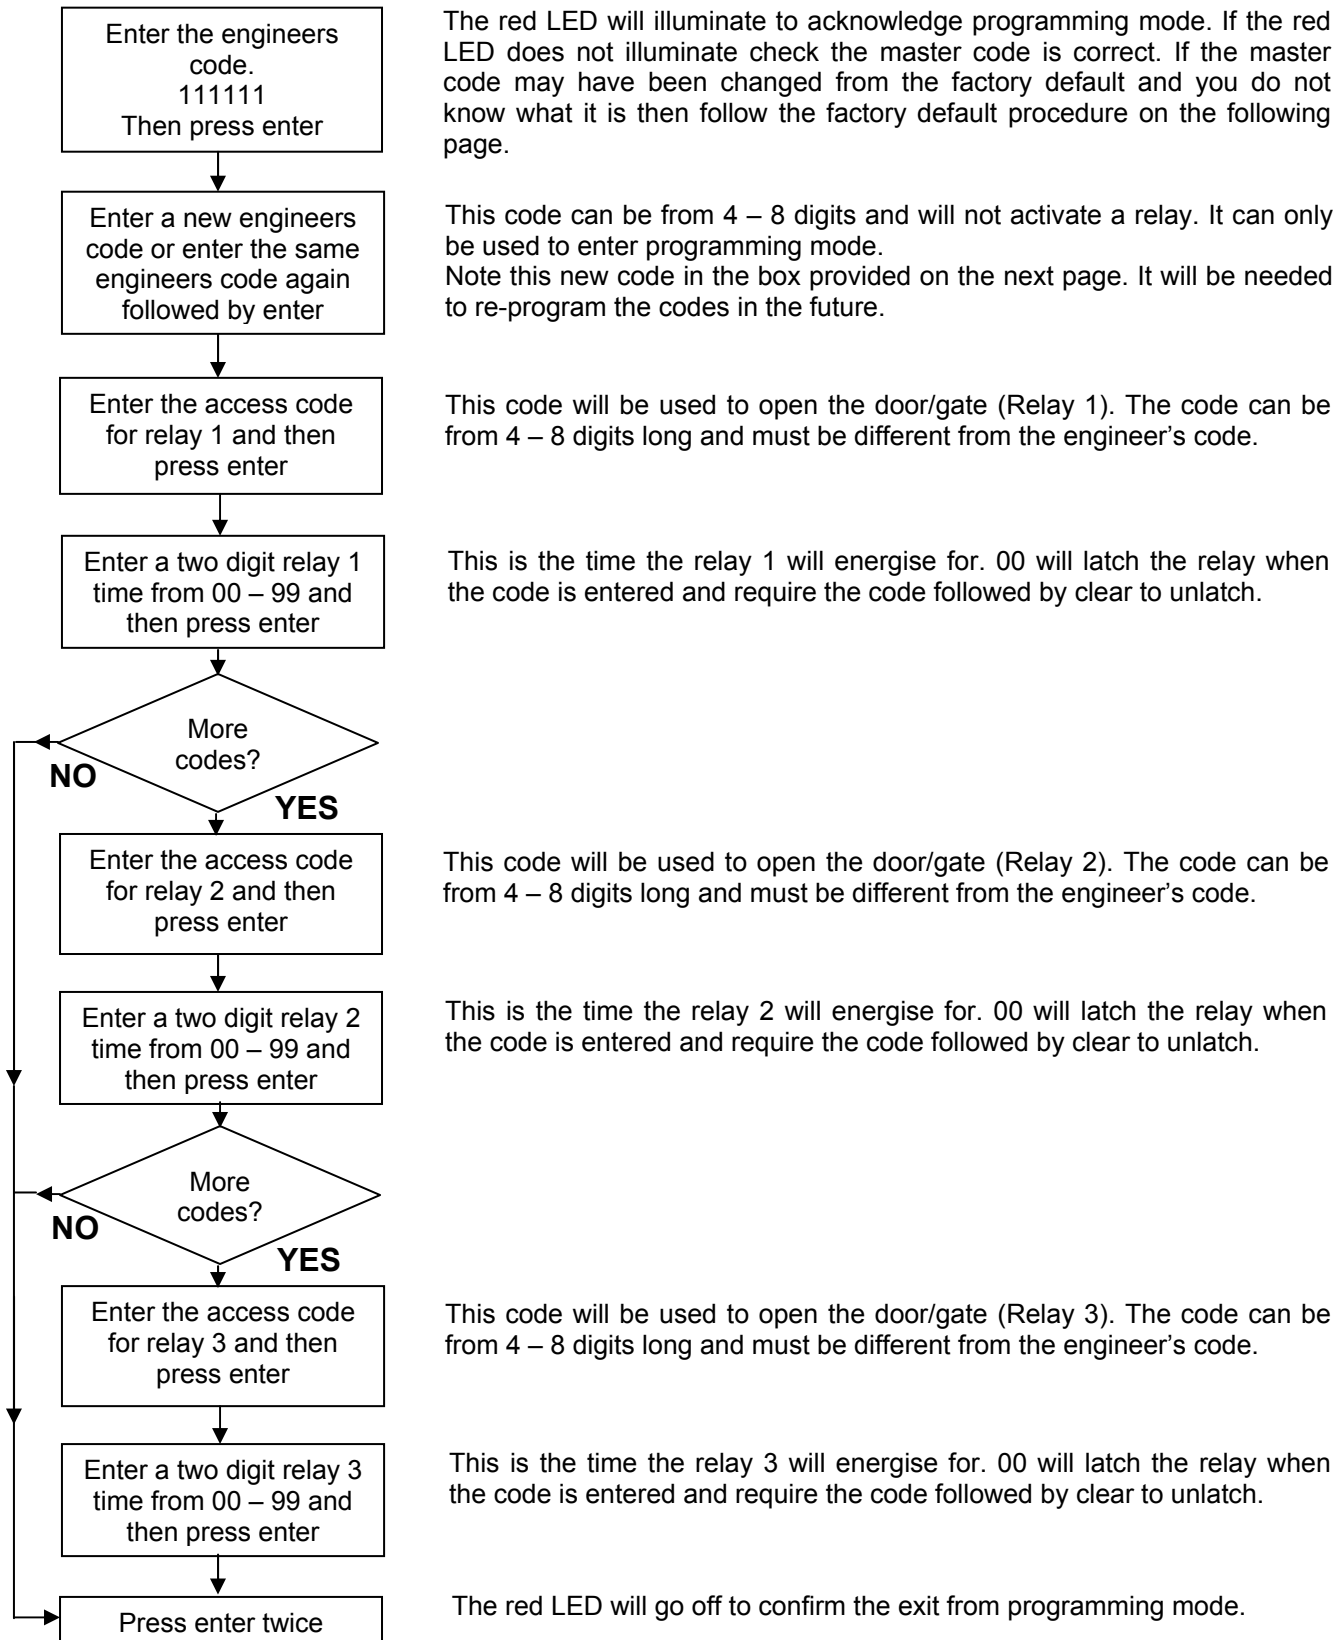 Enter the engineers
code.
111111
Then press enter
The red LED will illuminate to acknowledge programming mode. If the red
LED does not illuminate check the master code is correct. If the master
code may have been changed from the factory default and you do not
know what it is then follow the factory default procedure on the following
page.
Enter a new engineers
code or enter the same
engineers code again
followed by enter
This code can be from 4 – 8 digits and will not activate a relay. It can only
be used to enter programming mode.
Note this new code in the box provided on the next page. It will be needed
to re-program the codes in the future.
Enter the access code
for relay 1 and then
press enter
This code will be used to open the door/gate (Relay 1). The code can be
from 4 – 8 digits long and must be different from the engineer’s code.
Enter a two digit relay 1
time from 00 – 99 and
then press enter
This is the time the relay 1 will energise for. 00 will latch the relay when
the code is entered and require the code followed by clear to unlatch.
More
codes?
NO
YES
Enter the access code
for relay 2 and then
press enter
This code will be used to open the door/gate (Relay 2). The code can be
from 4 – 8 digits long and must be different from the engineer’s code.
Enter a two digit relay 2
time from 00 – 99 and
then press enter
This is the time the relay 2 will energise for. 00 will latch the relay when
the code is entered and require the code followed by clear to unlatch.
More
codes?
NO
YES
Enter the access code
for relay 3 and then
press enter
This code will be used to open the door/gate (Relay 3). The code can be
from 4 – 8 digits long and must be different from the engineer’s code.
Enter a two digit relay 3
time from 00 – 99 and
then press enter
This is the time the relay 3 will energise for. 00 will latch the relay when
the code is entered and require the code followed by clear to unlatch.
Press enter twice
The red LED will go off to confirm the exit from programming mode.